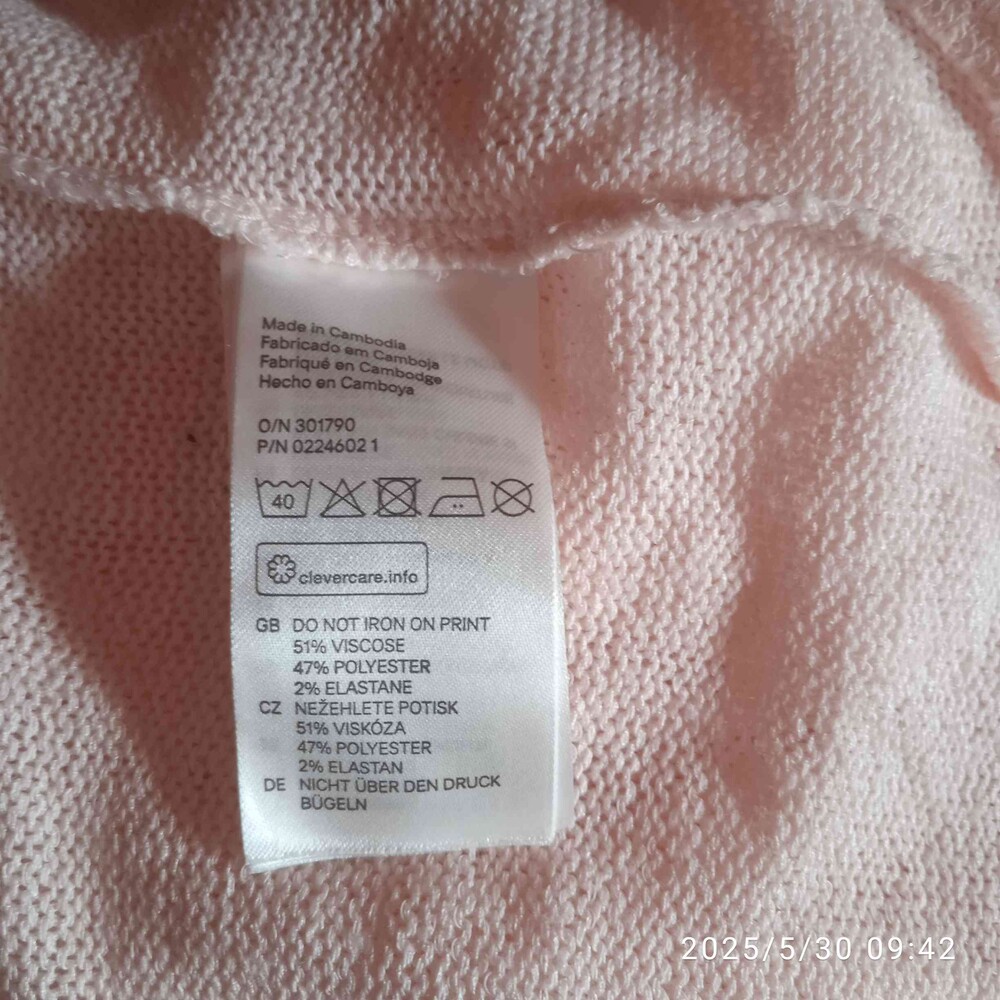 Made in Cambodia
Fabricado em Camboja
Fabriqué en Cambodge
Hecho en Camboya
O/N 301790
P/N 0224602 1
40
clevercare.info
GB DO NOT IRON ON PRINT
51% VISCOSE
47% POLYESTER
2% ELASTANE
CZ NEŽEHLETE POTISK
51% VISKÓZA
47% POLYESTER
2% ELASTAN
DE NICHT ÜBER DEN DRUCK
BÜGELN
2025/5/30 09:42